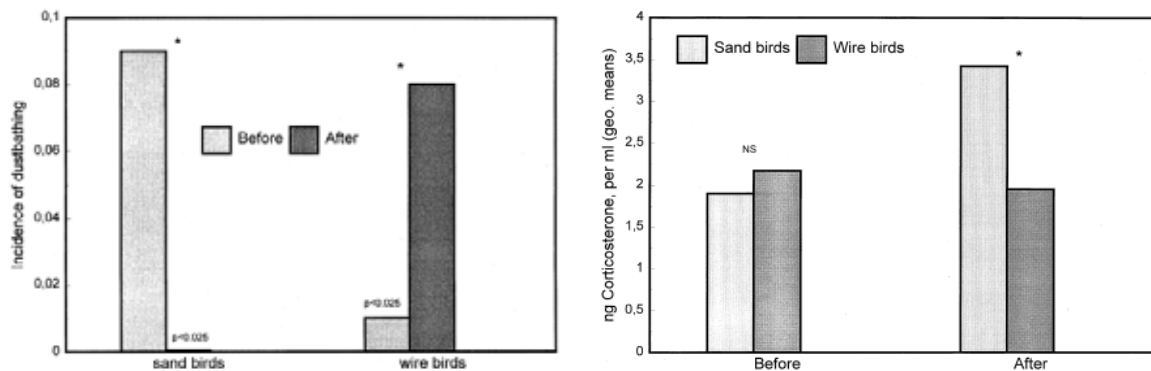 0,1
0,08
0,06
0,04
0,02
0
Incidence of dustbathing
*
*
Before
After
p<0.025
p<0.025
sand birds
wire birds
4
3,5
3
2,5
2
1,5
1
0,5
0
ng Corticosterone, per ml (geo. means)
Sand birds
Wire birds
NS
*
Before
After